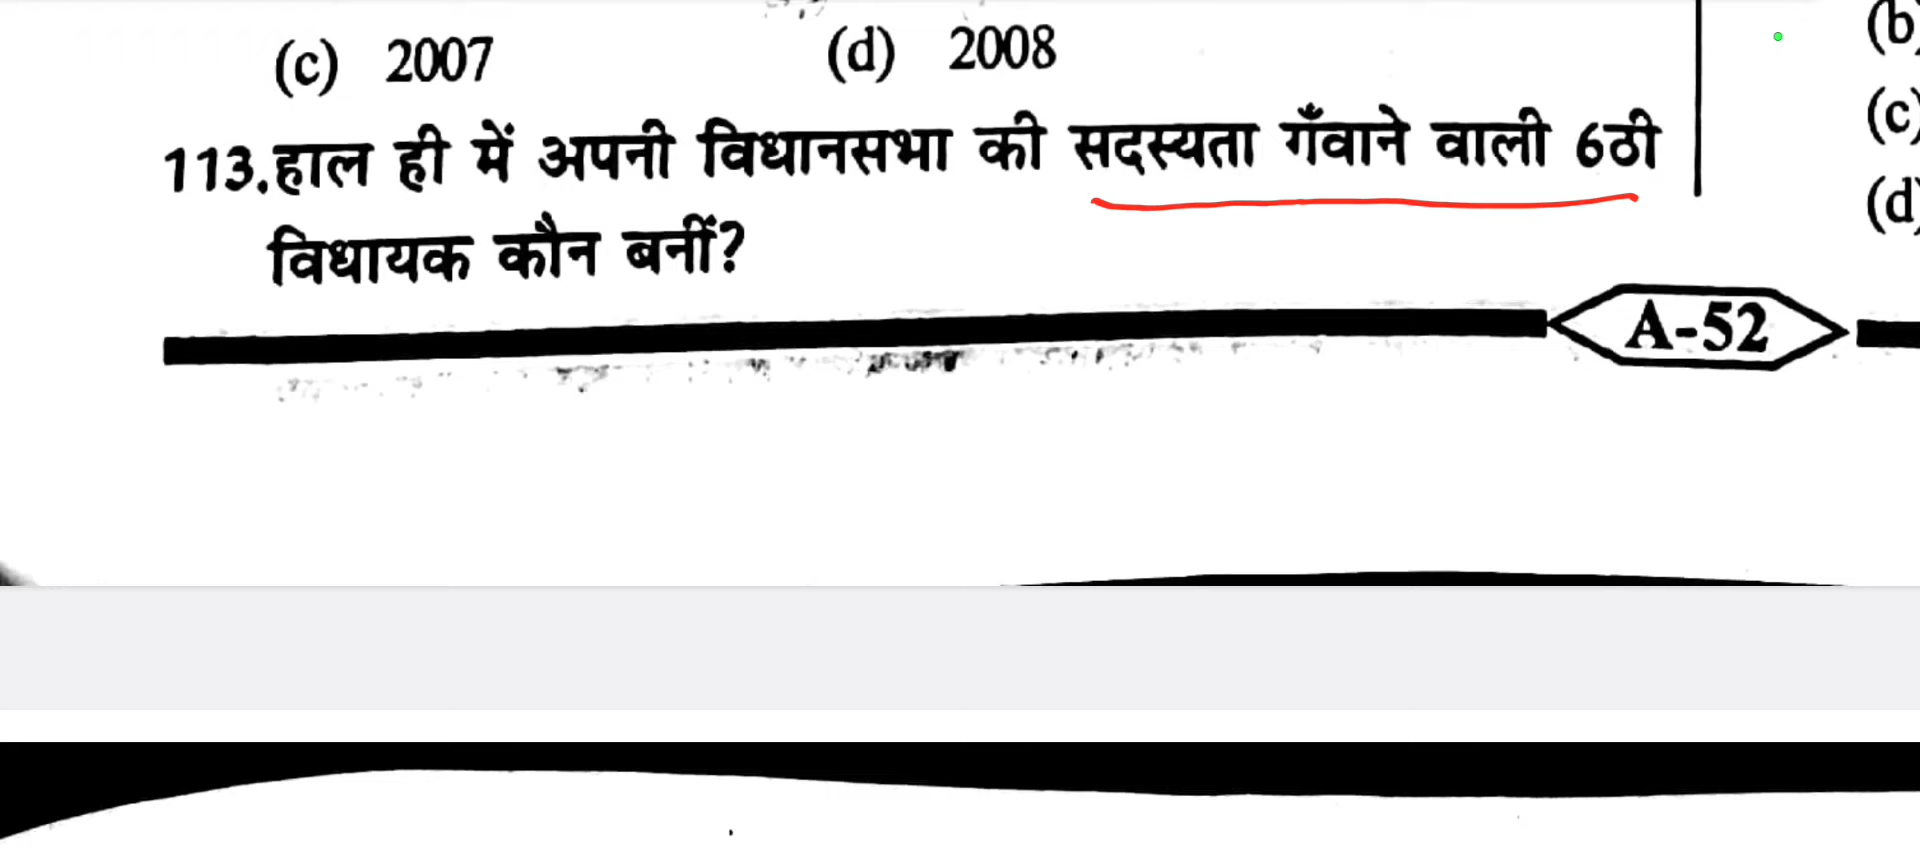 (c) 2007 (d) 2008
113.हाल ही में अपनी विधानसभा की सदस्यता गँवाने वाली 6ठी
विधायक कौन बनीं?
A-52
(b)
(c)
(d)